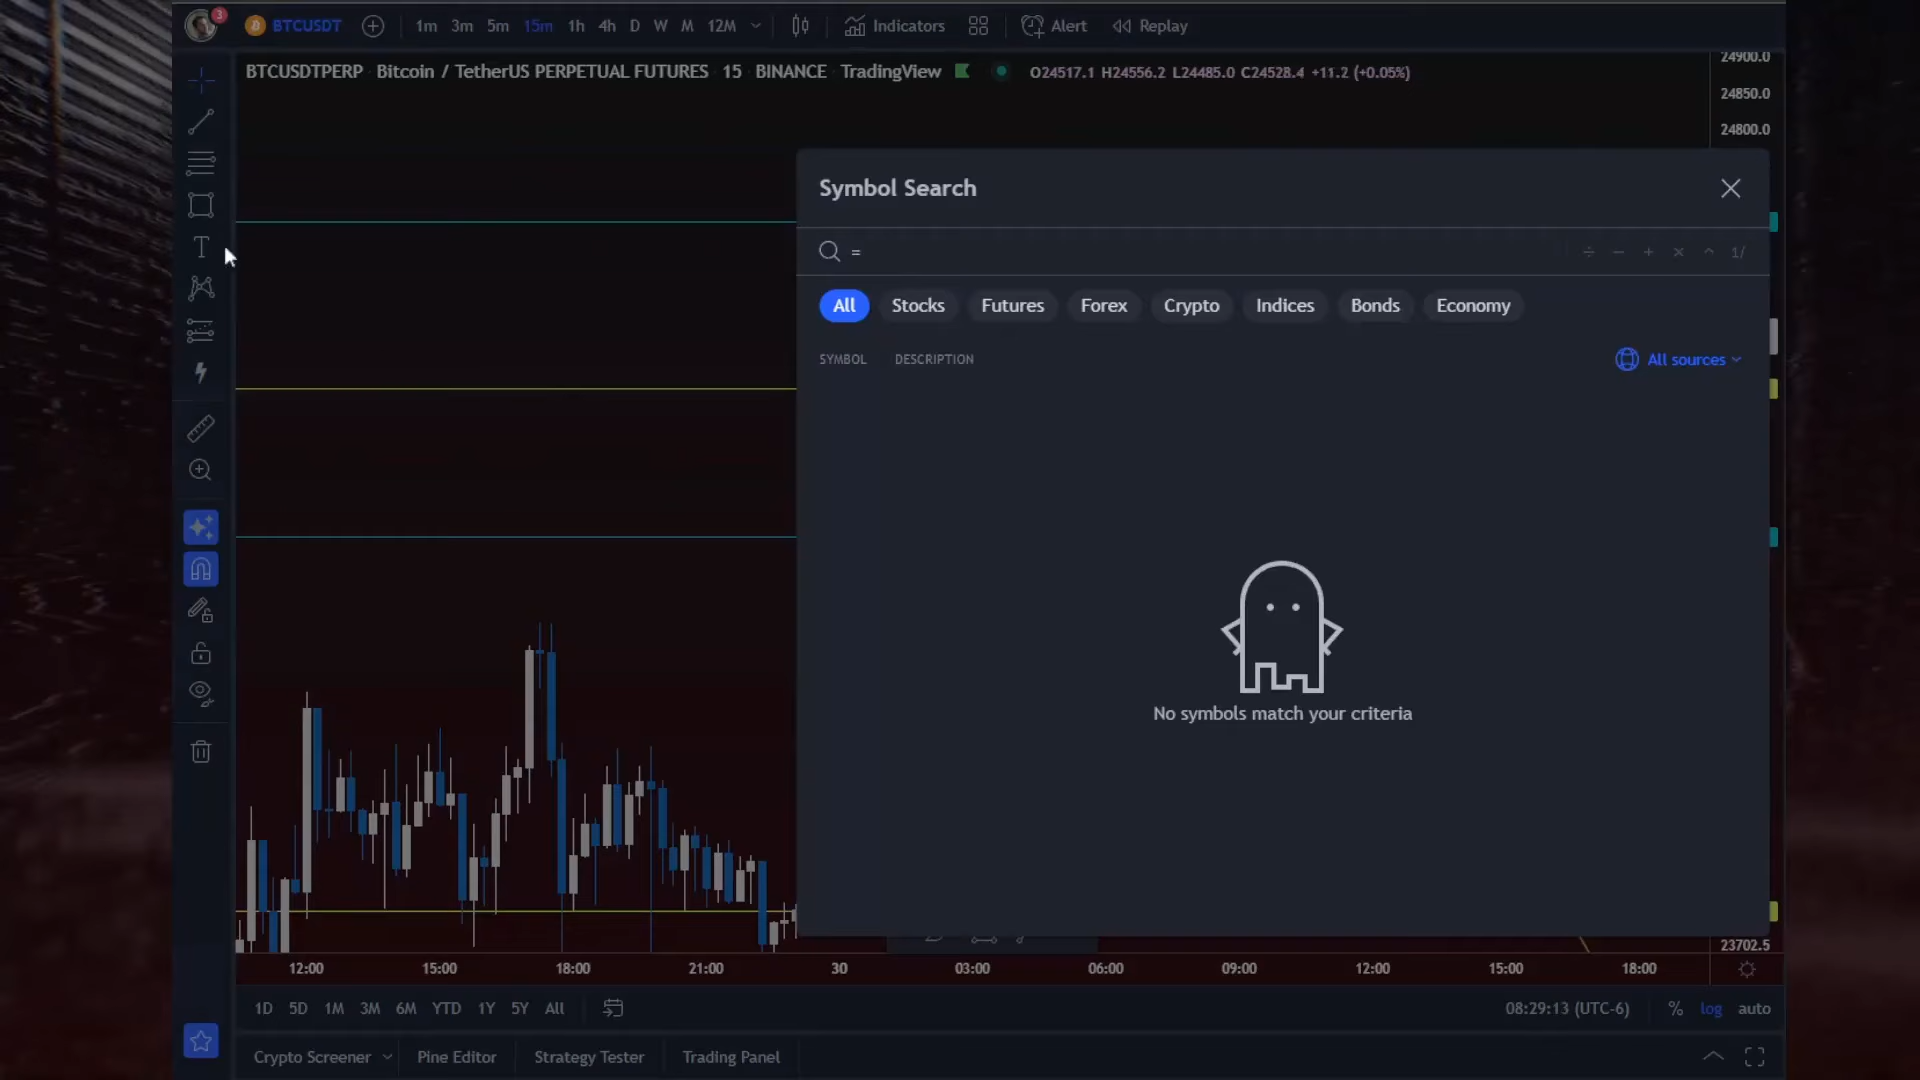 3
BTCUSDT 1m 3m 5m 15m 1h 4h D W M 12M Indicators Alert Replay
BTCUSDTPERP Bitcoin / TetherUS PERPETUAL FUTURES 15 BINANCE TradingView O24517.1 H24556.2 L24485.0 C24528.4 +11.2 (+0.05%)
24900.0
24850.0
24800.0
Symbol Search
= ÷ − + × ^ 1/
All Stocks Futures Forex Crypto Indices Bonds Economy
SYMBOL DESCRIPTION All sources
No symbols match your criteria
23702.5
12:00 15:00 18:00 21:00 30 03:00 06:00 09:00 12:00 15:00 18:00
1D 5D 1M 3M 6M YTD 1Y 5Y All 08:29:13 (UTC-6) % log auto
Crypto Screener Pine Editor Strategy Tester Trading Panel